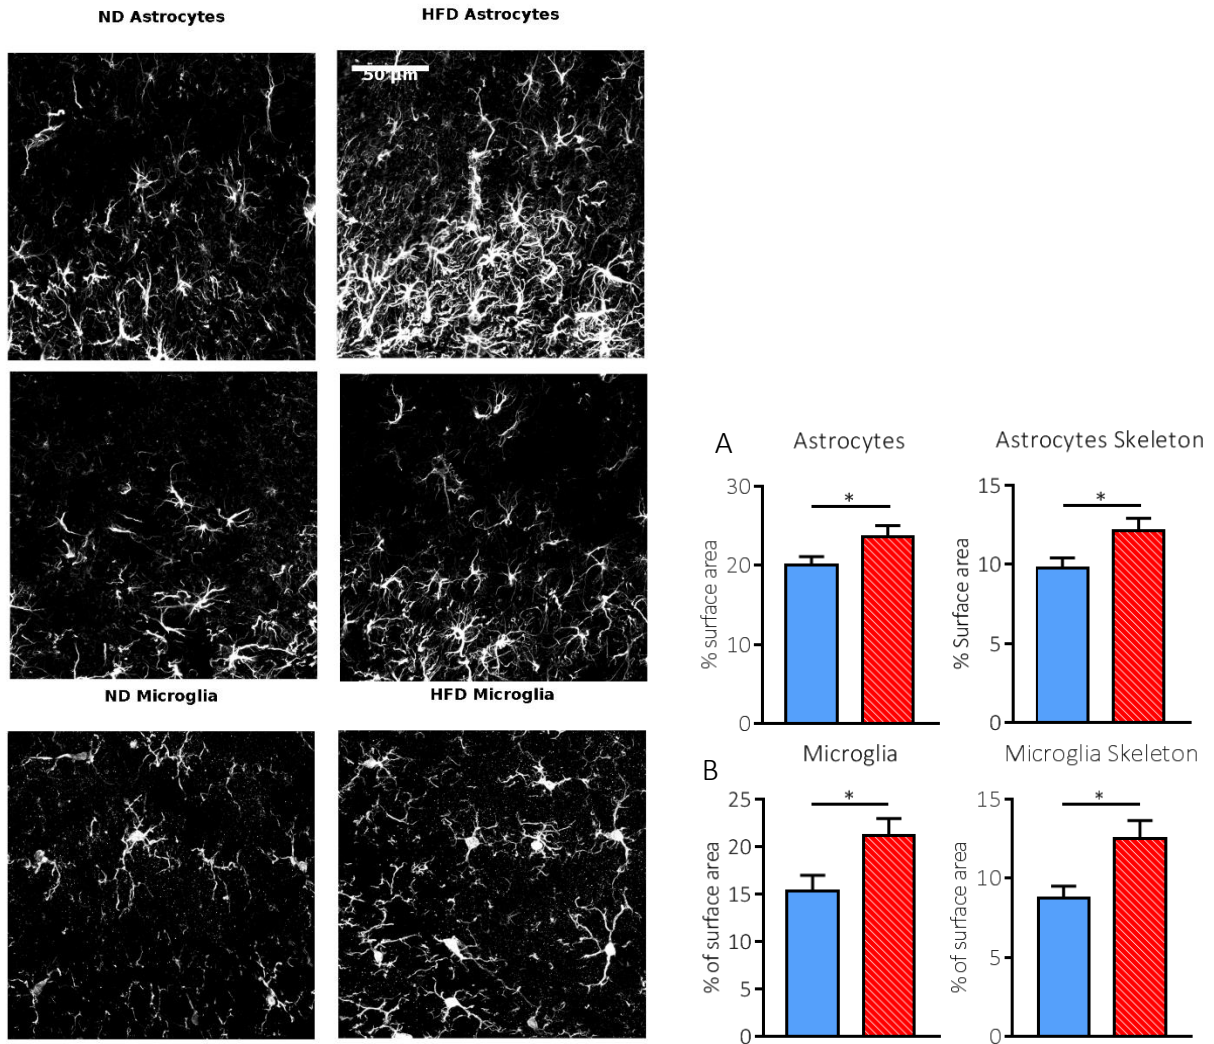 ND Astrocytes
HFD Astrocytes
50 µm
ND Microglia
HFD Microglia
A
Astrocytes
% surface area
30
20
10
0
*
Astrocytes Skeleton
% Surface area
15
10
5
0
*
B
Microglia
% of surface area
25
20
15
10
5
0
*
Microglia Skeleton
% of surface area
15
10
5
0
*